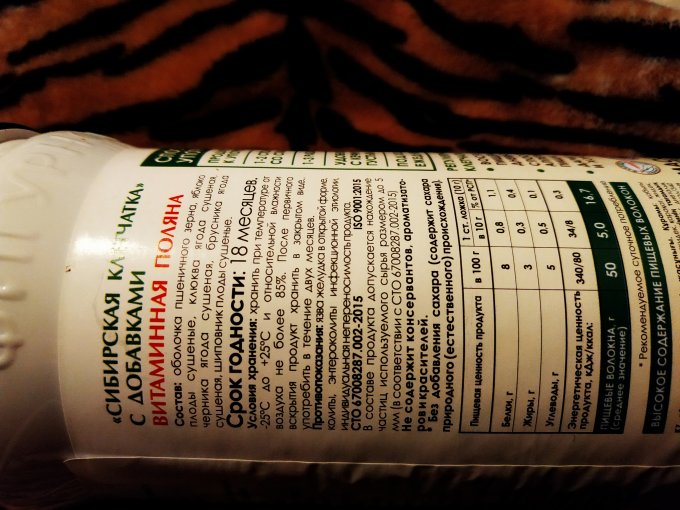 «СИБИРСКАЯ КЛЕТЧАТКА»
С ДОБАВКАМИ
ВИТАМИННАЯ ПОЛЯНА
Состав: оболочка пшеничного зерна, яблоко
плоды сушеные, клюква ягода сушеная,
черника ягода сушеная, брусника ягода
сушеная, шиповник плоды сушеные.
Срок годности: 18 месяцев.
Условия хранения: хранить при температуре от
-25°С до +25°С и относительной влажности
воздуха не более 65%. После первичного
вскрытия продукт хранить в закрытом виде,
употребить в течение двух месяцев.
Противопоказания: язва желудка в открытой форме,
колиты, энтероколиты инфекционной этиологии,
индивидуальная непереносимость продукта.
СТО 67008287.002-2015 ISO 9001:2015
В составе продукта допускается нахождение
частиц используемого сырья размером до 5
мм (в соответствии с СТО 67008287.002-2015)
Не содержит консервантов, ароматизато-
ров и красителей.
* Без добавления сахара (содержит сахара
природного (естественного) происхождения).
Пищевая ценность продукта в 100 г 1 ст. ложка (10 г)
в 10 г % от РСП*
Белки, г 8 0.8 1,1
Жиры, г 3 0.3 0,4
Углеводы, г 5 0.5 0,1
Энергетическая ценность
продукта, кДж/ккал: 340/80 34/8 0,3
ПИЩЕВЫЕ ВОЛОКНА, г
(среднее значение) 50 5,0 16,7
* Рекомендуемое суточное потребление
ВЫСОКОЕ СОДЕРЖАНИЕ ПИЩЕВЫХ ВОЛОКОН